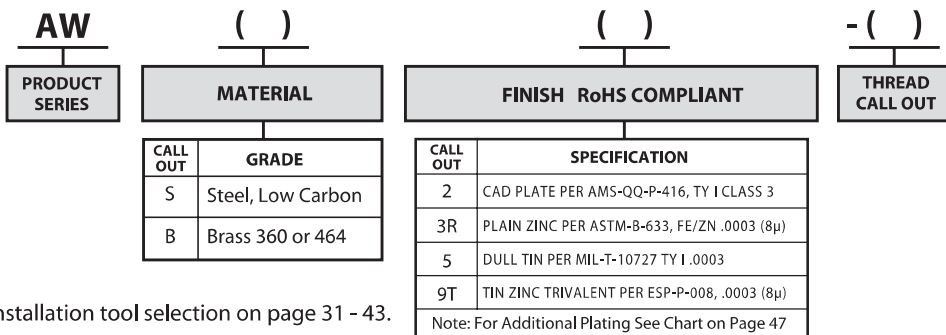 AW ( ) ( ) - ( )
PRODUCT SERIES
MATERIAL
FINISH RoHS COMPLIANT
THREAD CALL OUT
CALL OUT GRADE
S Steel, Low Carbon
B Brass 360 or 464
CALL OUT SPECIFICATION
2 CAD PLATE PER AMS-QQ-P-416, TY I CLASS 3
3R PLAIN ZINC PER ASTM-B-633, FE/ZN .0003 (8µ)
5 DULL TIN PER MIL-T-10727 TY I .0003
9T TIN ZINC TRIVALENT PER ESP-P-008, .0003 (8µ)
Note: For Additional Plating See Chart on Page 47
nstallation tool selection on page 31 - 43.